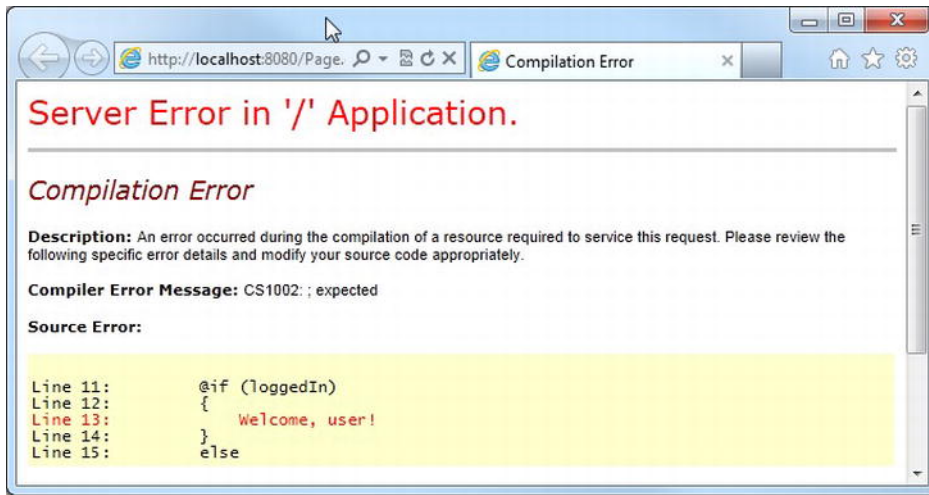 http://localhost:8080/Page.
Compilation Error
Server Error in '/' Application.
Compilation Error
Description: An error occurred during the compilation of a resource required to service this request. Please review the
following specific error details and modify your source code appropriately.
Compiler Error Message: CS1002: ; expected
Source Error:
Line 11:         @if (loggedIn)
Line 12:         {
Line 13:             Welcome, user!
Line 14:         }
Line 15:         else